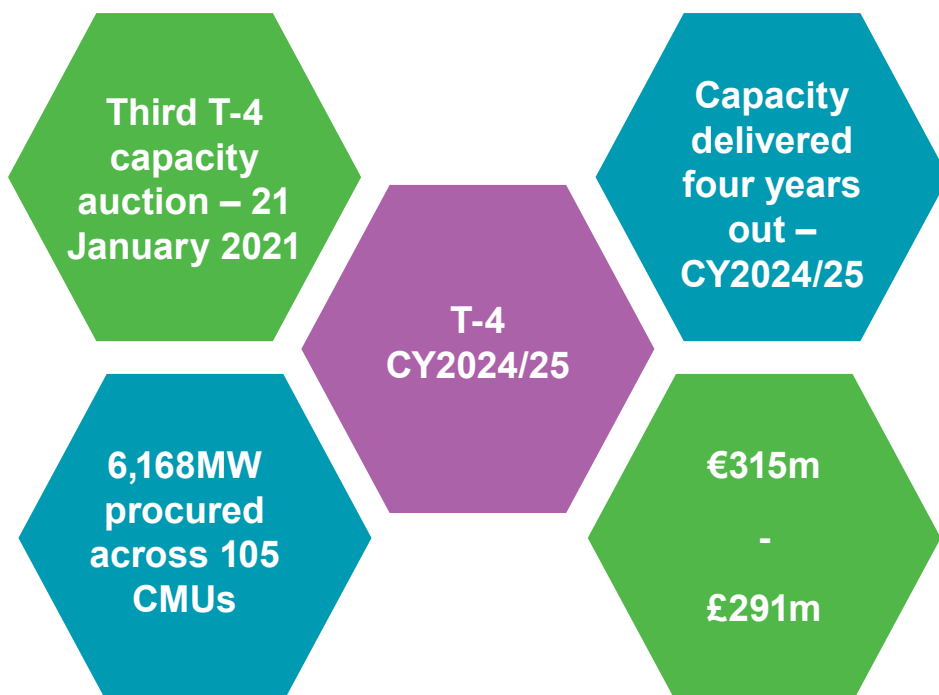 Third T-4
capacity
auction – 21
January 2021
Capacity
delivered
four years
out –
CY2024/25
T-4
CY2024/25
6,168MW
procured
across 105
CMUs
€315m
-
£291m